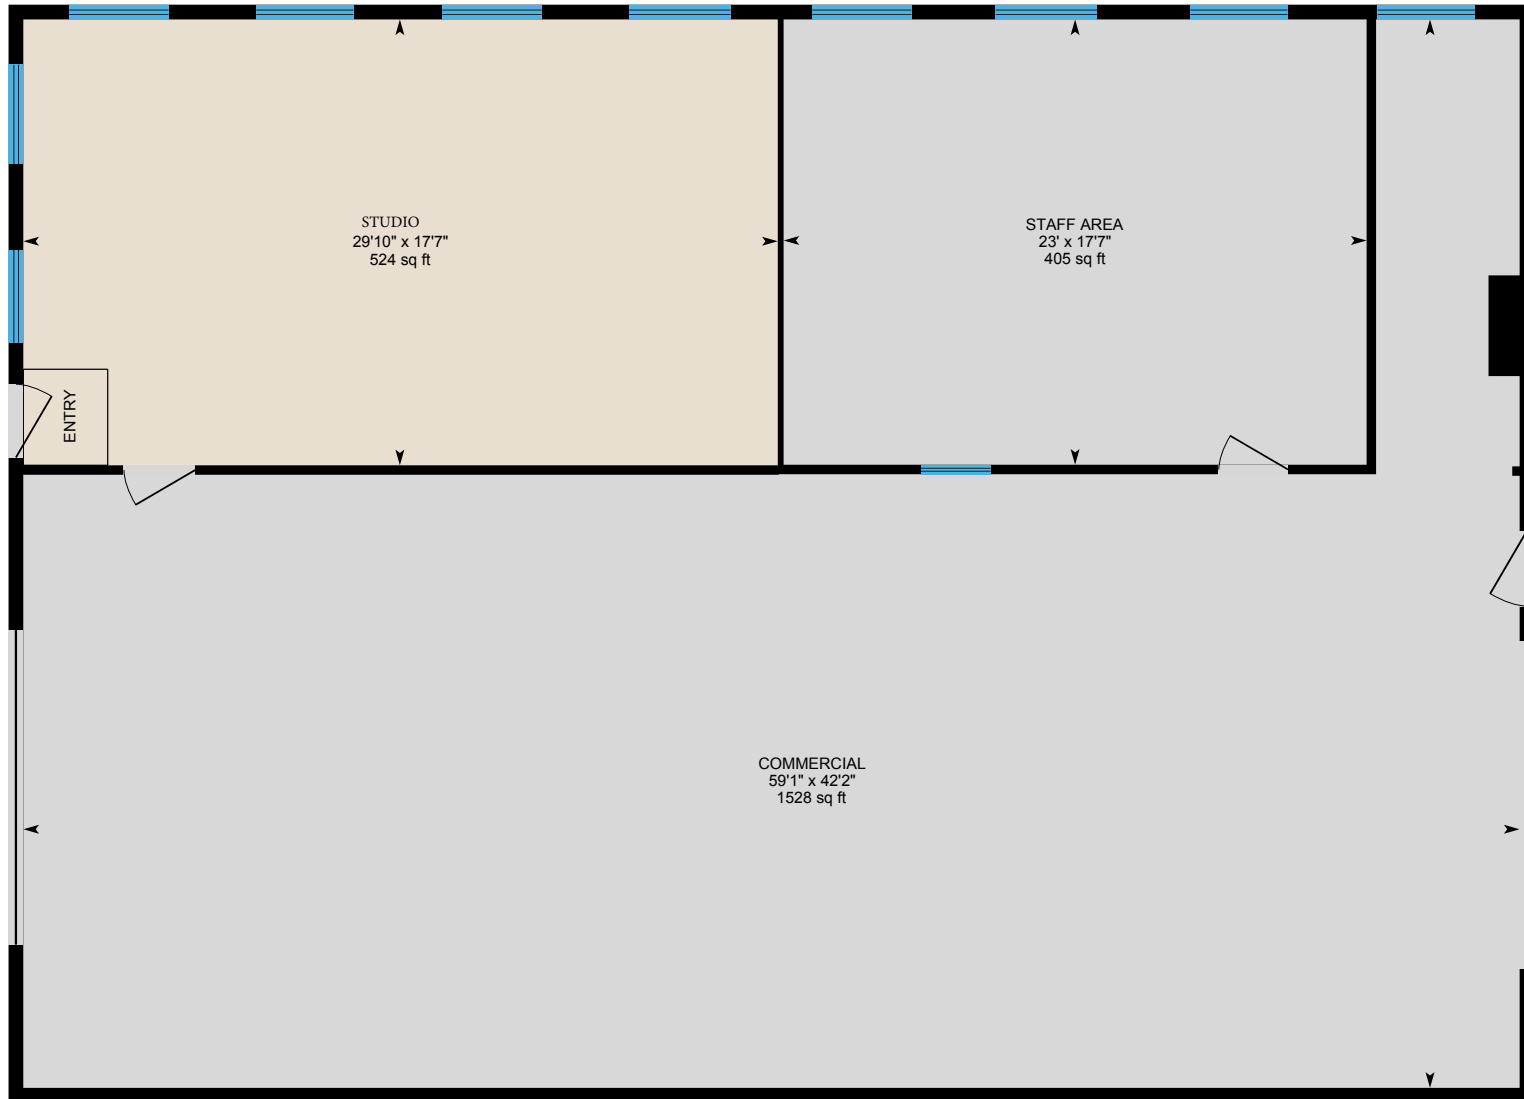 STUDIO
29'10" x 17'7"
524 sq ft
STAFF AREA
23' x 17'7"
405 sq ft
ENTRY
COMMERCIAL
59'1" x 42'2"
1528 sq ft